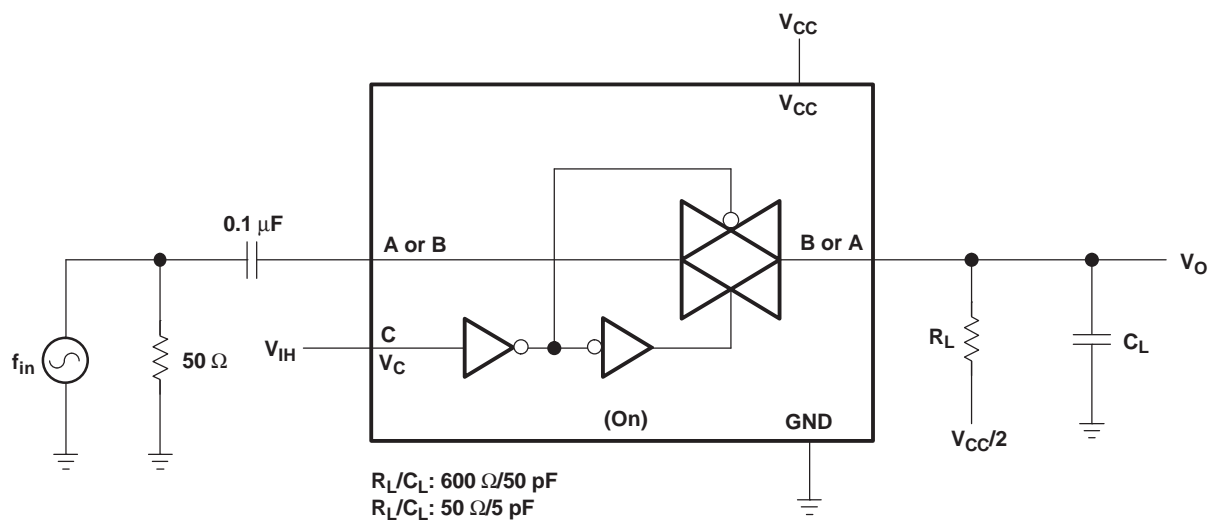 VCC
VCC
0.1 μF
A or B
B or A
VO
fin
50 Ω
VIH
C
VC
RL
CL
(On)
GND
VCC/2
RL/CL: 600 Ω/50 pF
RL/CL: 50 Ω/5 pF